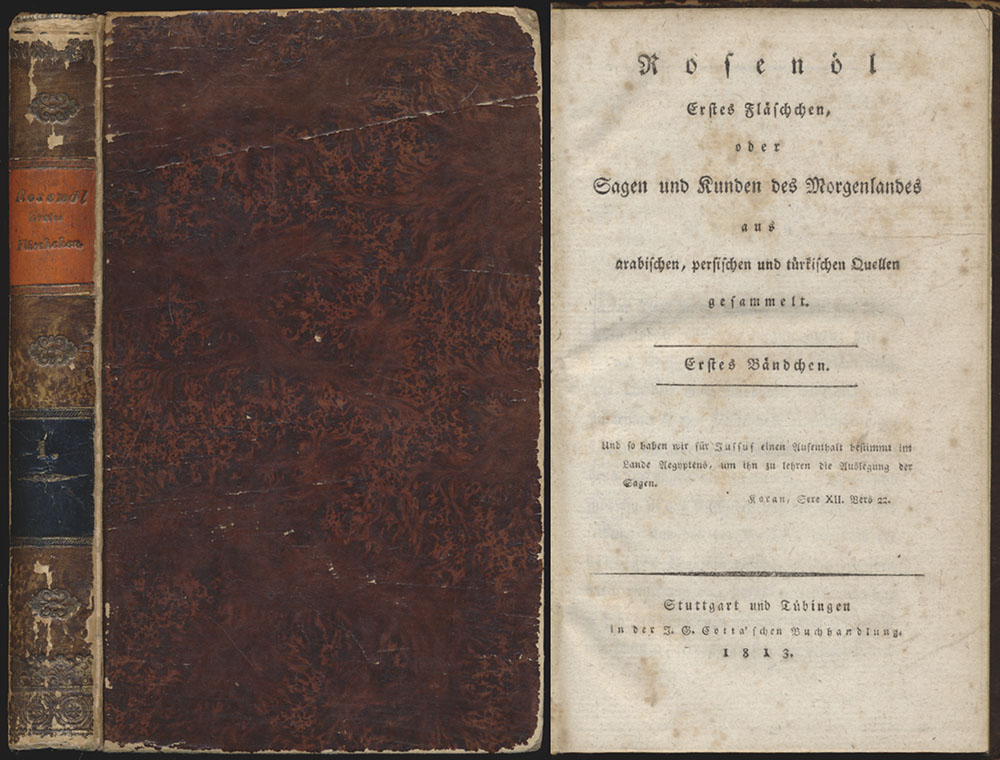 Rosenöl
erstes
Fläschchen.
1.
Rosenöl
Erstes Fläschchen,
oder
Sagen und Kunden des Morgenlandes
aus
arabischen, persischen und türkischen Quellen
gesammelt.
Erstes Bändchen.
Und so haben wir für Jussuf einen Aufenthalt bestimmt im
Lande Aegyptens, um ihn zu lehren die Auslegung der
Sagen.
Koran, Sere XII. Vers 22.
Stuttgart und Tübingen
in der J. G. Cotta'schen Buchhandlung.
1813.